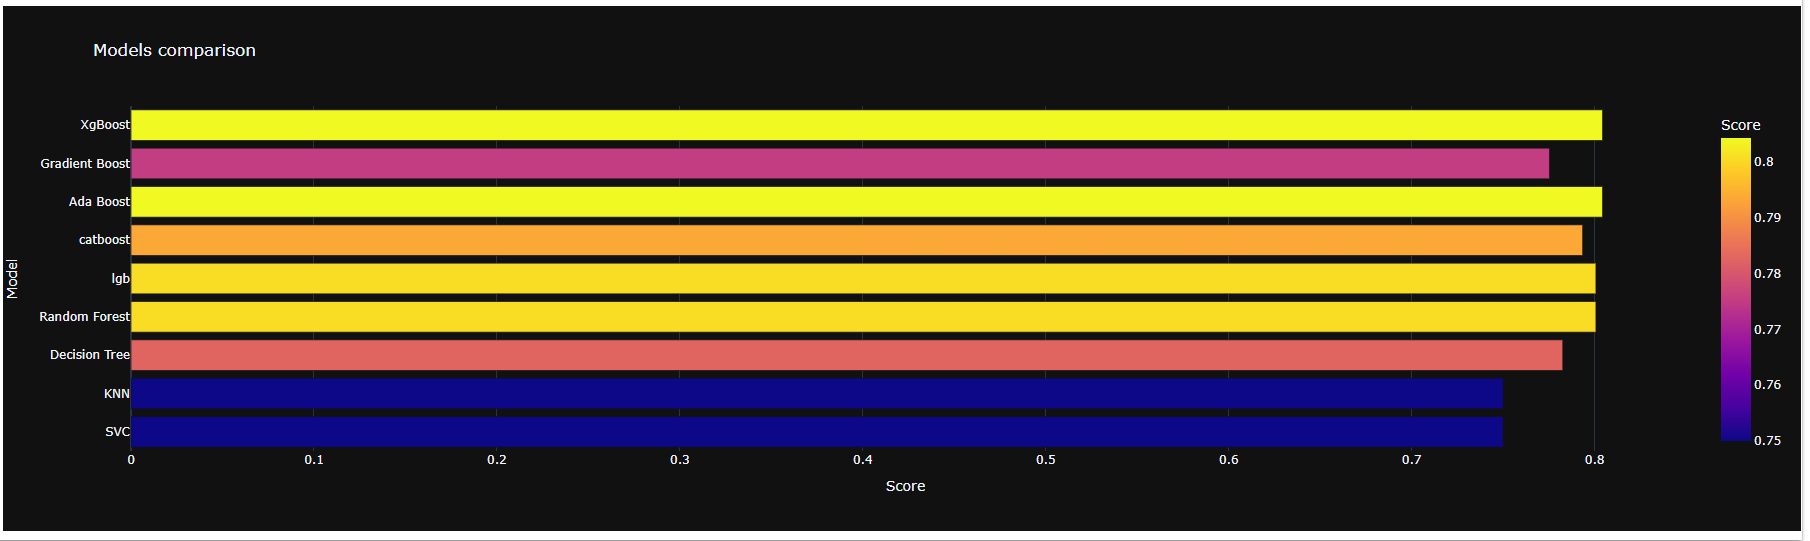 Models comparison
XgBoost
Gradient Boost
Ada Boost
catboost
lgb
Random Forest
Decision Tree
KNN
SVC
Model
0 0.1 0.2 0.3 0.4 0.5 0.6 0.7 0.8
Score
Score
0.8
0.79
0.78
0.77
0.76
0.75